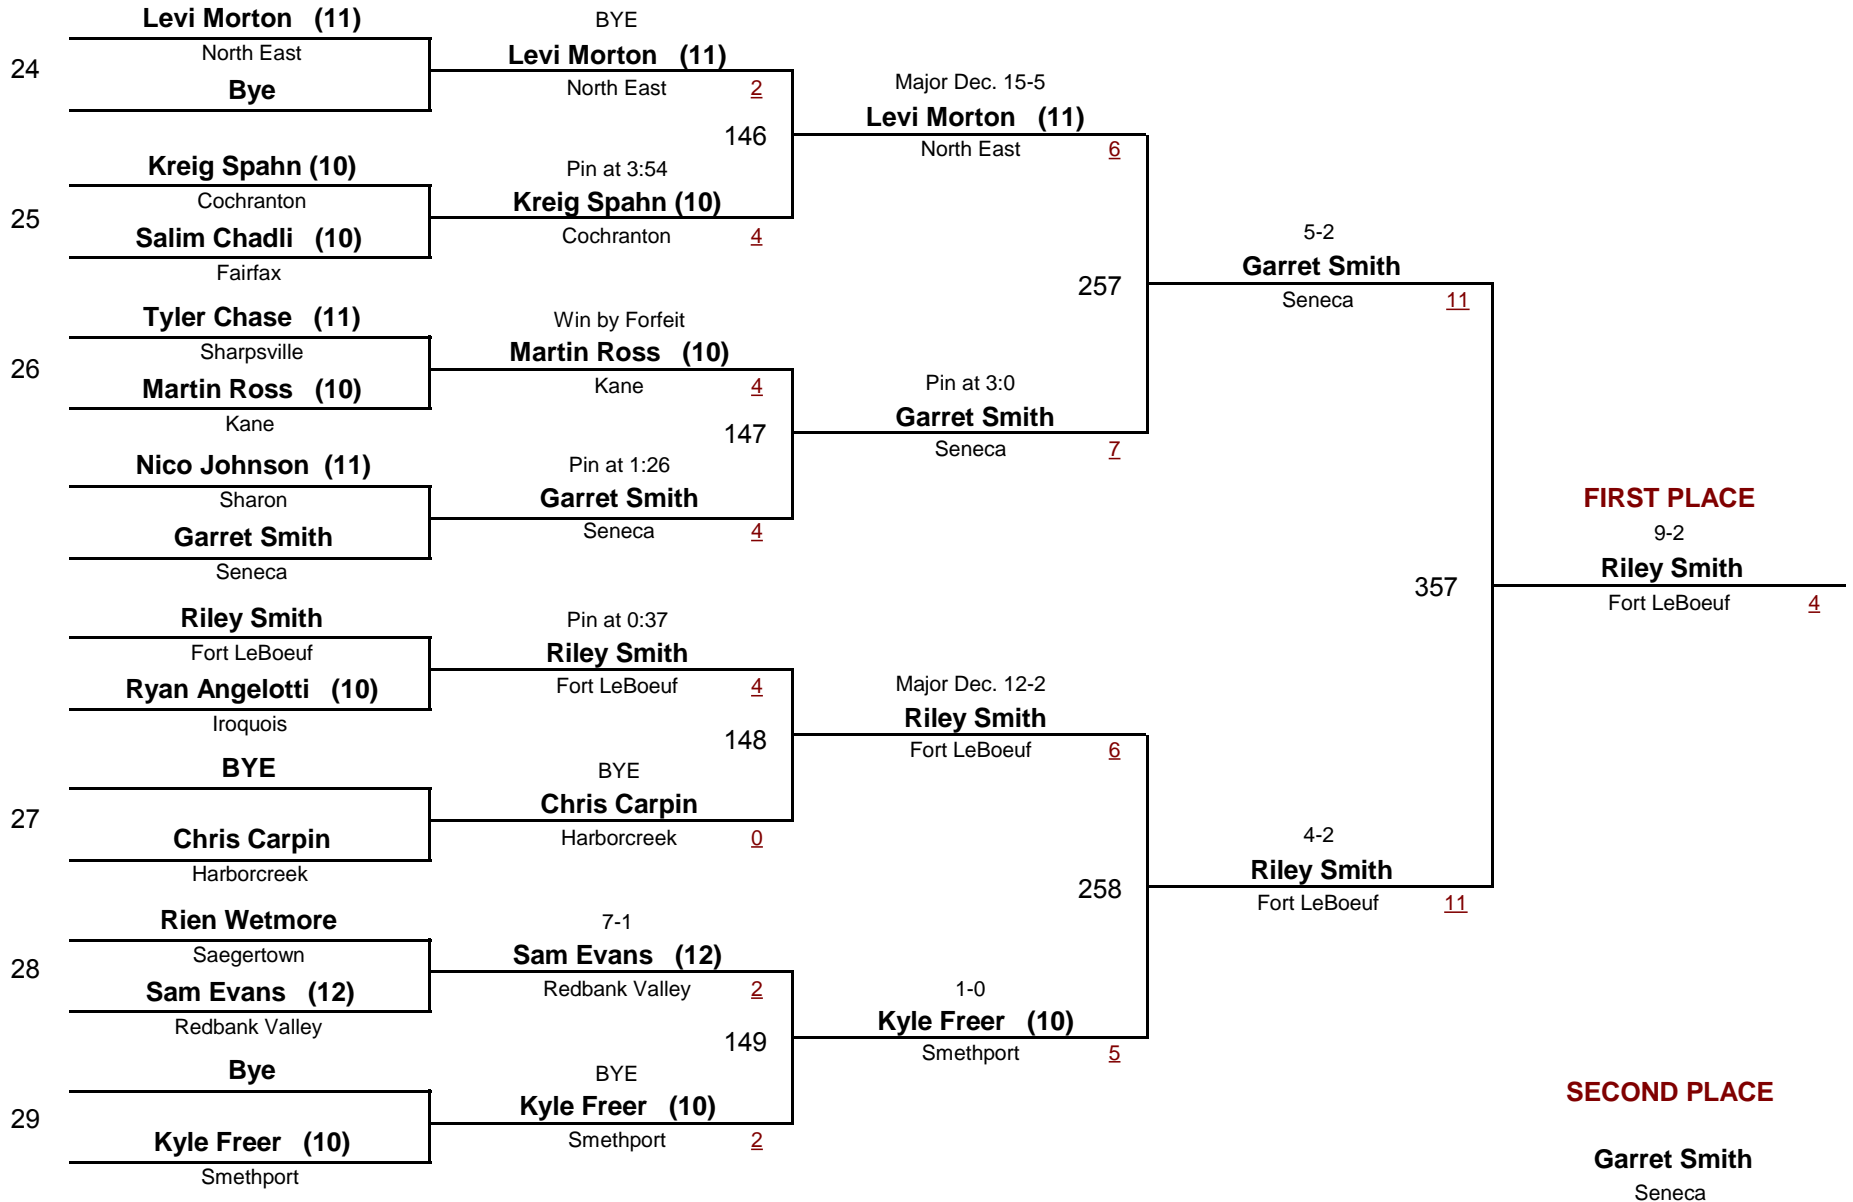 Levi Morton (11)
North East
24
Bye
Kreig Spahn (10)
Cochranton
25
Salim Chadli (10)
Fairfax
Tyler Chase (11)
Sharpsville
26
Martin Ross (10)
Kane
Nico Johnson (11)
Sharon
Garret Smith
Seneca
Riley Smith
Fort LeBoeuf
Ryan Angelotti (10)
Iroquois
BYE
27
Chris Carpin
Harborcreek
Rien Wetmore
Saegertown
28
Sam Evans (12)
Redbank Valley
Bye
29
Kyle Freer (10)
Smethport
BYE
Levi Morton (11)
North East 2
146
Pin at 3:54
Kreig Spahn (10)
Cochranton 4
Win by Forfeit
Martin Ross (10)
Kane 4
147
Pin at 1:26
Garret Smith
Seneca 4
Pin at 0:37
Riley Smith
Fort LeBoeuf 4
148
BYE
Chris Carpin
Harborcreek 0
7-1
Sam Evans (12)
Redbank Valley 2
149
BYE
Kyle Freer (10)
Smethport 2
Major Dec. 15-5
Levi Morton (11)
North East 6
257
Pin at 3:0
Garret Smith
Seneca 7
Major Dec. 12-2
Riley Smith
Fort LeBoeuf 6
258
1-0
Kyle Freer (10)
Smethport 5
5-2
Garret Smith
Seneca 11
357
4-2
Riley Smith
Fort LeBoeuf 11
FIRST PLACE
9-2
Riley Smith
Fort LeBoeuf 4
SECOND PLACE
Garret Smith
Seneca